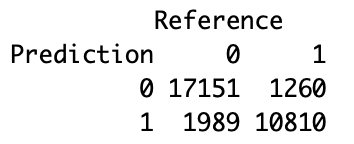 Reference
Prediction 0 1
0 17151 1260
1 1989 10810